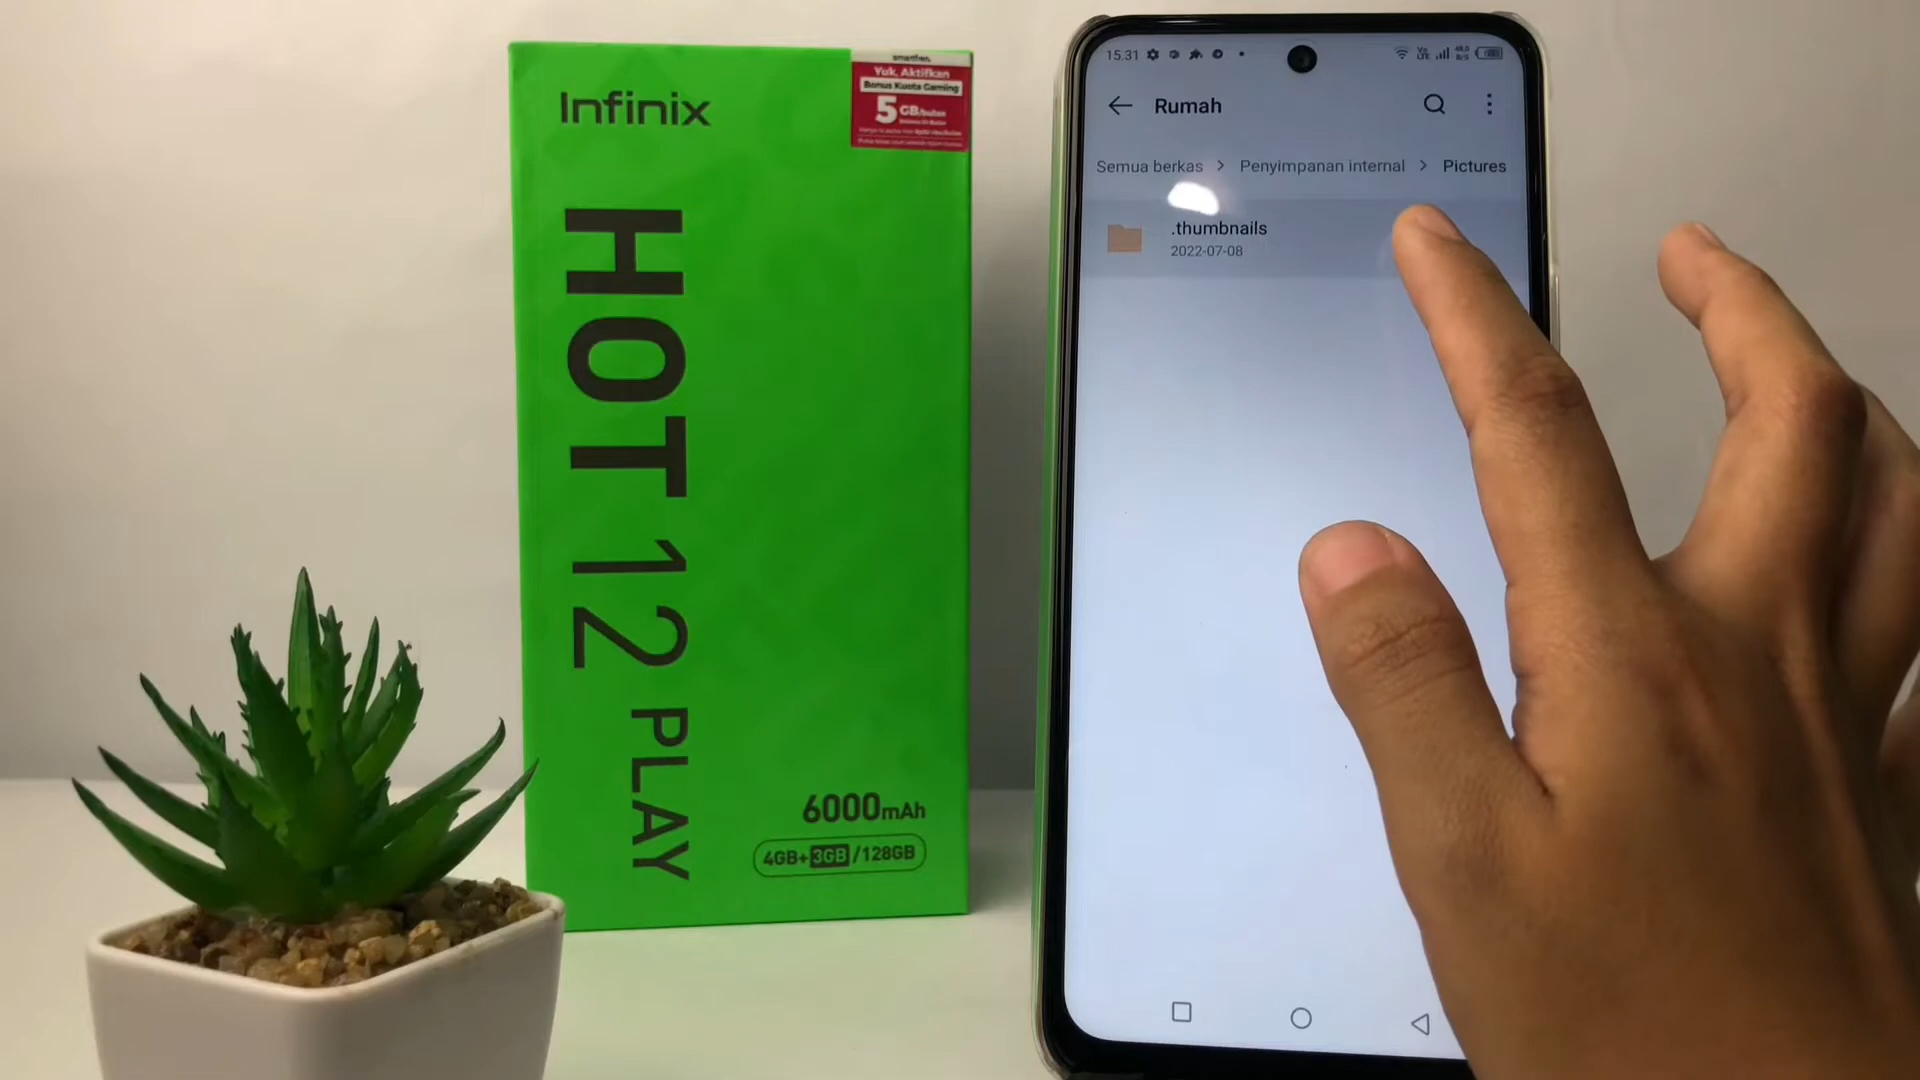 Infinix
HOT 12 PLAY
smartfren.
Yuk, Aktifkan
Bonus Kuota Gaming
5 GB/bulan
6000mAh
4GB+3GB/128GB
15.31
Rumah
Semua berkas > Penyimpanan internal > Pictures
.thumbnails
2022-07-08